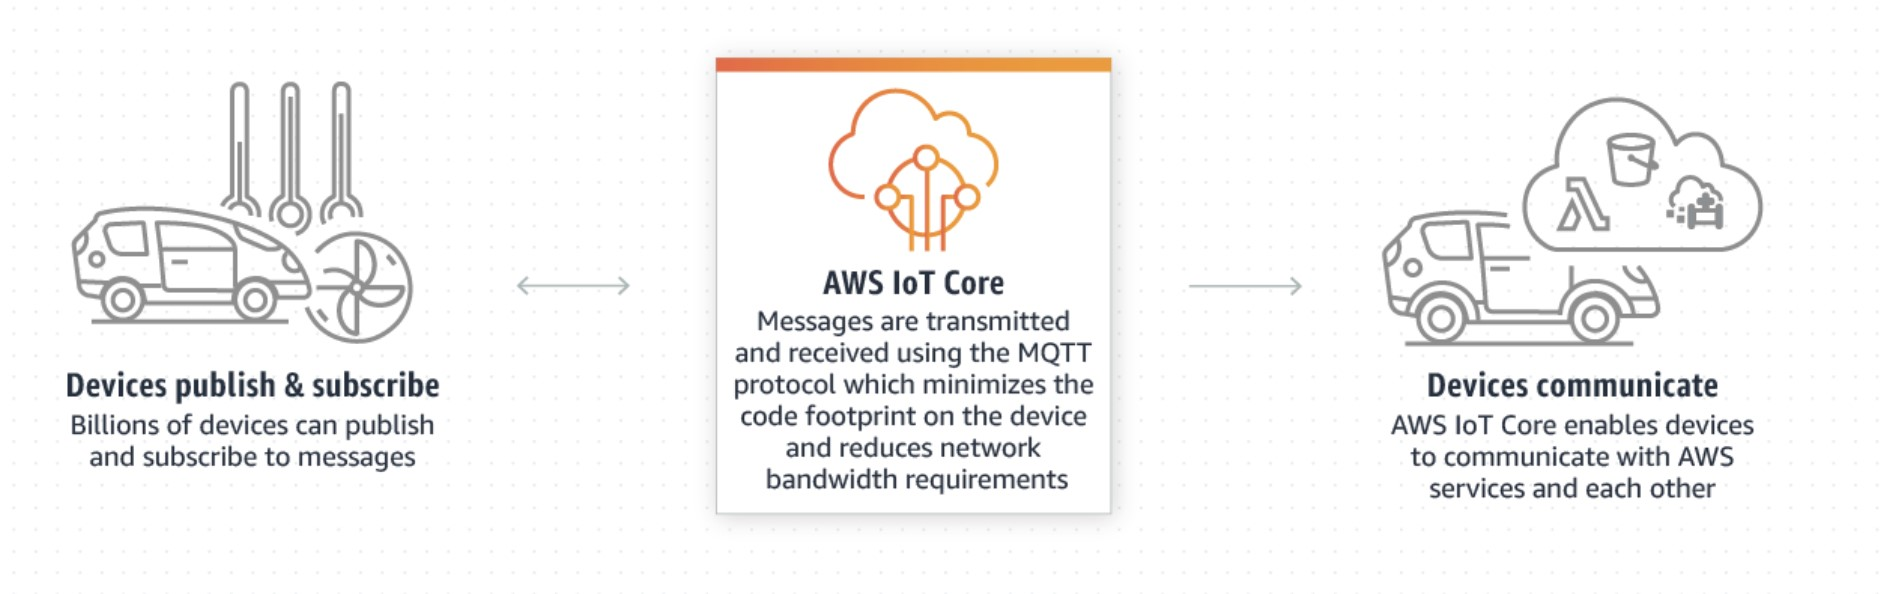 Devices publish & subscribe
Billions of devices can publish
and subscribe to messages
AWS IoT Core
Messages are transmitted
and received using the MQTT
protocol which minimizes the
code footprint on the device
and reduces network
bandwidth requirements
Devices communicate
AWS IoT Core enables devices
to communicate with AWS
services and each other